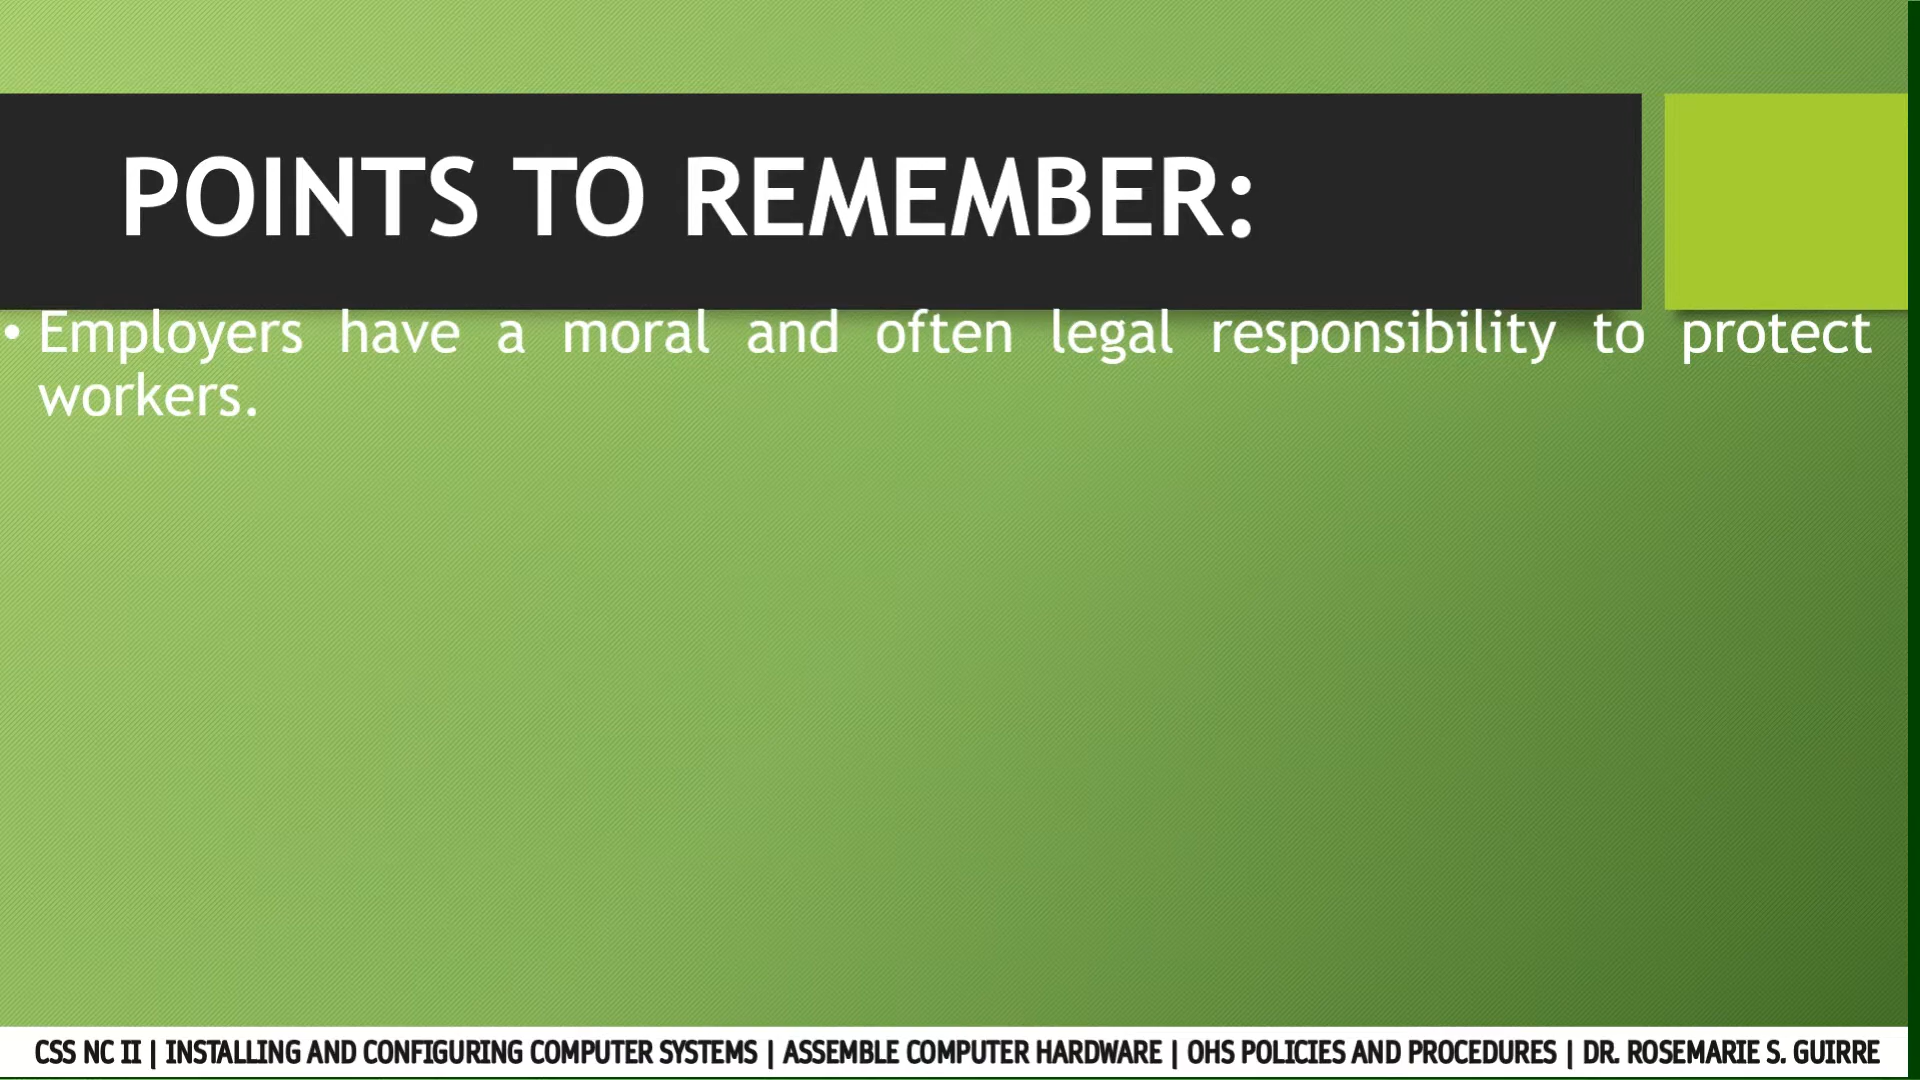 POINTS TO REMEMBER:
• Employers have a moral and often legal responsibility to protect
workers.
CSS NC II | INSTALLING AND CONFIGURING COMPUTER SYSTEMS | ASSEMBLE COMPUTER HARDWARE | OHS POLICIES AND PROCEDURES | DR. ROSEMARIE S. GUIRRE